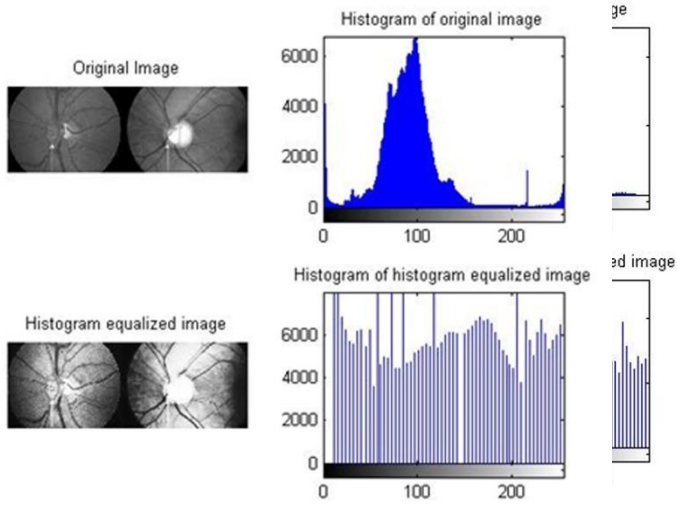 Histogram of original image
ge
Original Image
6000
4000
2000
0
0 100 200
Histogram of histogram equalized image
ed image
Histogram equalized image
6000
4000
2000
0
0 100 200